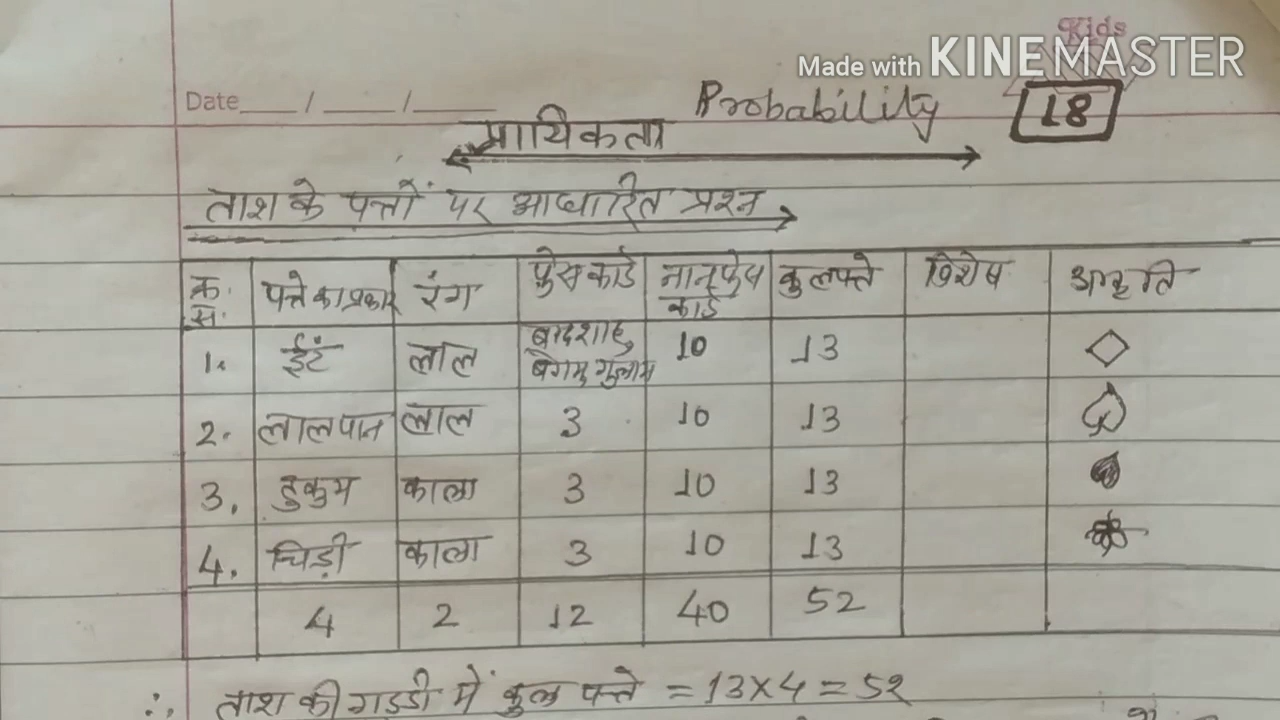 Kids
Made with KINEMASTER
Date / /
प्रायिकता Probability 18
ताश के पत्तों पर आधारित प्रश्न
क्र. सं. पत्ते का प्रकार रंग फेस कार्ड नान फेस कार्ड कुल पत्ते विशेष आकृति
1. ईटं लाल बादशाह बेगम गुलाम 10 13
2. लालपान लाल 3 10 13
3. हुकुम काला 3 10 13
4. चिड़ी काला 3 10 13
4 2 12 40 52
∴ ताश की गड्डी में कुल पत्ते = 13×4 = 52